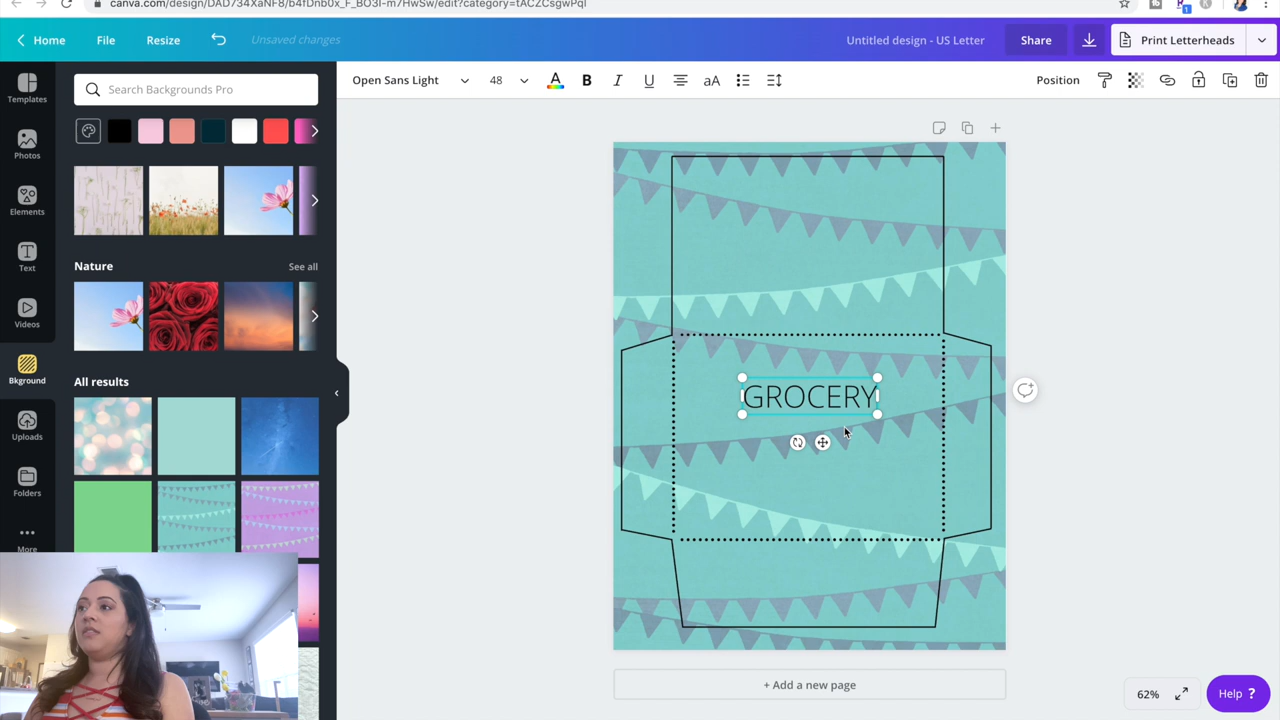 canva.com/design/DAD734XaNF8/b4fDnb0x_F_BO3I-m7HwSw/edit?category=tACZCsgwPqI
Home
File
Resize
Unsaved changes
Untitled design - US Letter
Share
Print Letterheads
Templates
Photos
Elements
Text
Videos
Bkground
Uploads
Folders
More
Search Backgrounds Pro
Nature
See all
All results
Open Sans Light
48
A
B
I
U
aA
Position
GROCERY
+ Add a new page
62%
Help ?